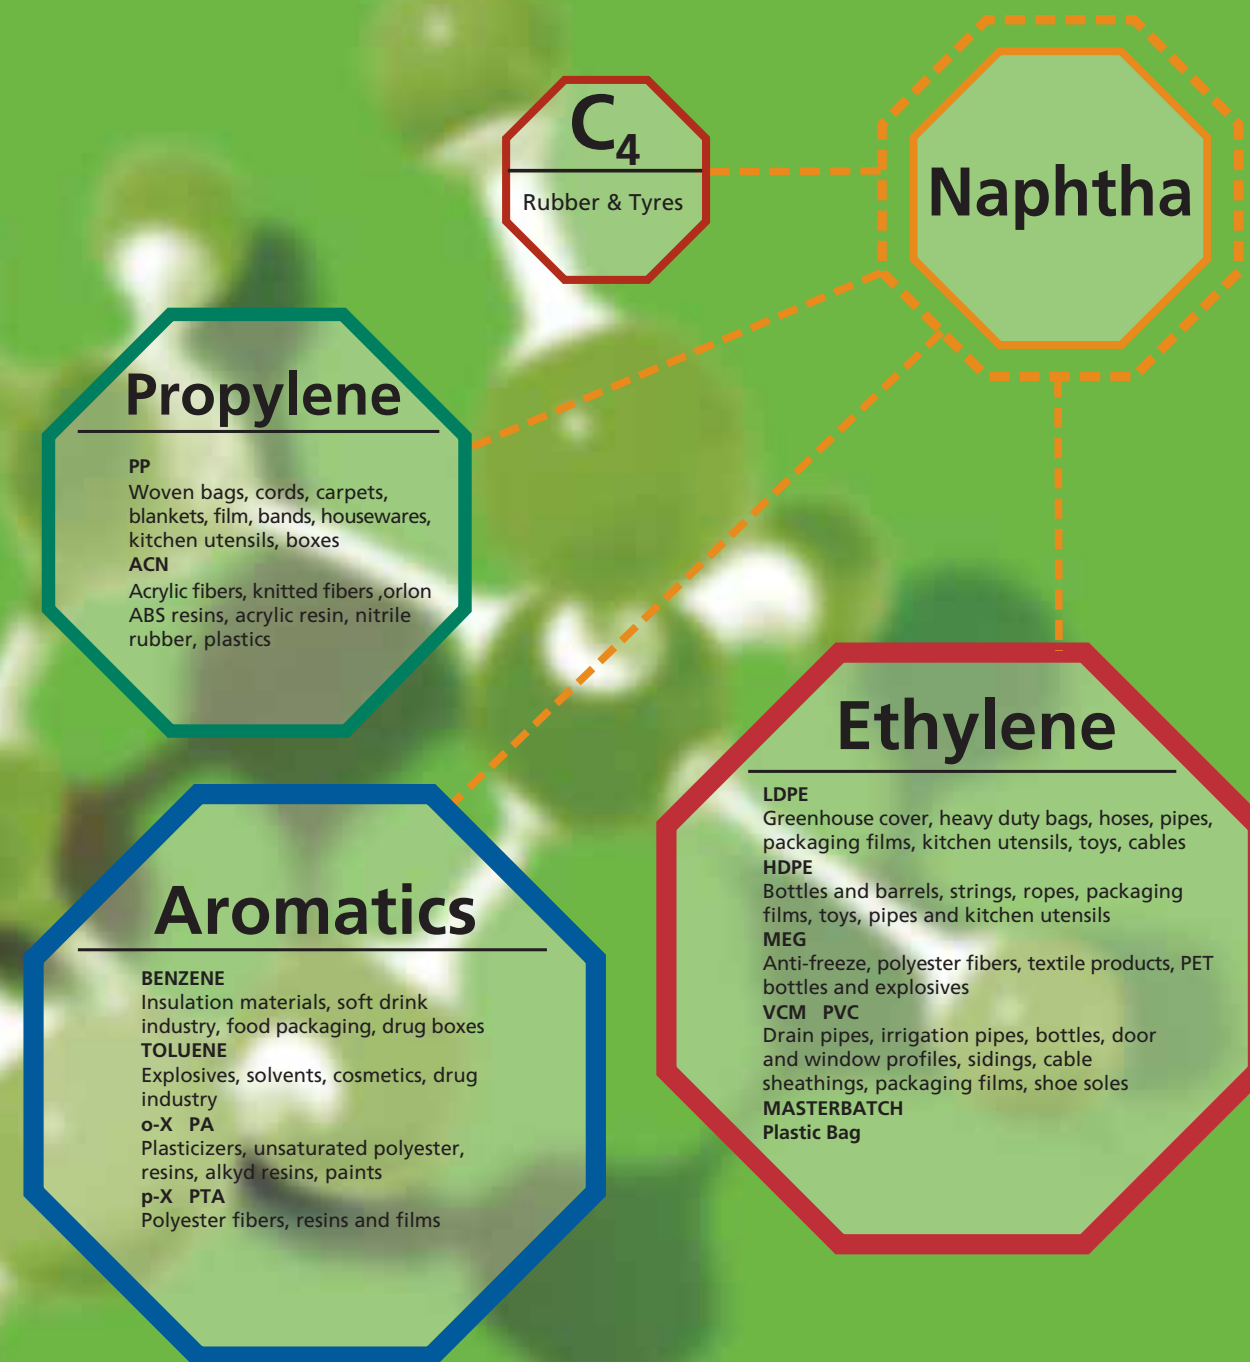 C4
Rubber & Tyres
Naphtha
Propylene
PP
Woven bags, cords, carpets,
blankets, film, bands, housewares,
kitchen utensils, boxes
ACN
Acrylic fibers, knitted fibers ,orlon
ABS resins, acrylic resin, nitrile
rubber, plastics
Ethylene
LDPE
Greenhouse cover, heavy duty bags, hoses, pipes,
packaging films, kitchen utensils, toys, cables
HDPE
Bottles and barrels, strings, ropes, packaging
films, toys, pipes and kitchen utensils
MEG
Anti-freeze, polyester fibers, textile products, PET
bottles and explosives
VCM PVC
Drain pipes, irrigation pipes, bottles, door
and window profiles, sidings, cable
sheathings, packaging films, shoe soles
MASTERBATCH
Plastic Bag
Aromatics
BENZENE
Insulation materials, soft drink
industry, food packaging, drug boxes
TOLUENE
Explosives, solvents, cosmetics, drug
industry
o-X PA
Plasticizers, unsaturated polyester,
resins, alkyd resins, paints
p-X PTA
Polyester fibers, resins and films